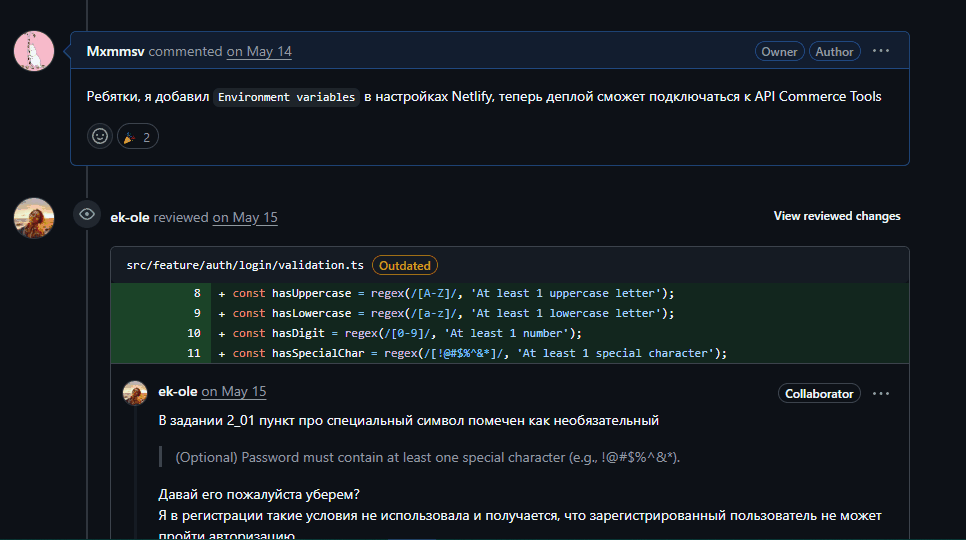 Mxmmsv commented on May 14
Owner
Author
Ребятки, я добавил Environment variables в настройках Netlify, теперь деплой сможет подключаться к API Commerce Tools
2
ek-ole reviewed on May 15
View reviewed changes
src/feature/auth/login/validation.ts
Outdated
8 + const hasUppercase = regex(/[A-Z]/, 'At least 1 uppercase letter');
9 + const hasLowercase = regex(/[a-z]/, 'At least 1 lowercase letter');
10 + const hasDigit = regex(/[0-9]/, 'At least 1 number');
11 + const hasSpecialChar = regex(/[!@#$%^&*]/, 'At least 1 special character');
ek-ole on May 15
Collaborator
В задании 2_01 пункт про специальный символ помечен как необязательный
(Optional) Password must contain at least one special character (e.g., !@#$%^&*).
Давай его пожалуйста уберем?
Я в регистрации такие условия не использовала и получается, что зарегистрированный пользователь не может
пройти авторизацию